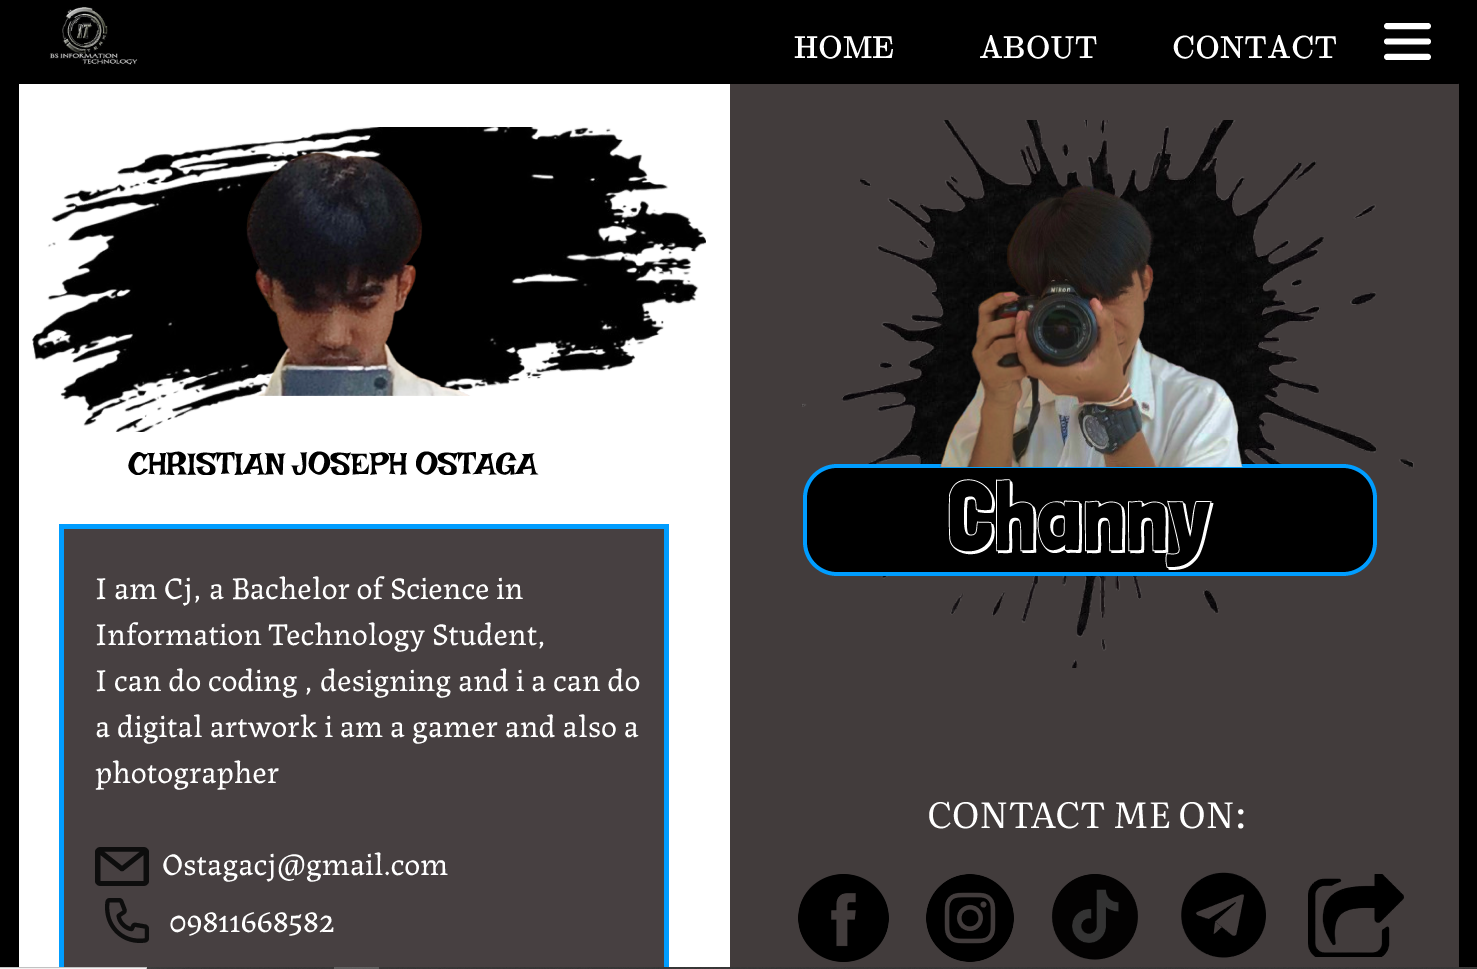 IT
BS INFORMATION
TECHNOLOGY
HOME
ABOUT
CONTACT
CHRISTIAN JOSEPH OSTAGA
I am Cj, a Bachelor of Science in
Information Technology Student,
I can do coding , designing and i a can do
a digital artwork i am a gamer and also a
photographer
Ostagacj@gmail.com
09811668582
Nikon
Channy
CONTACT ME ON: